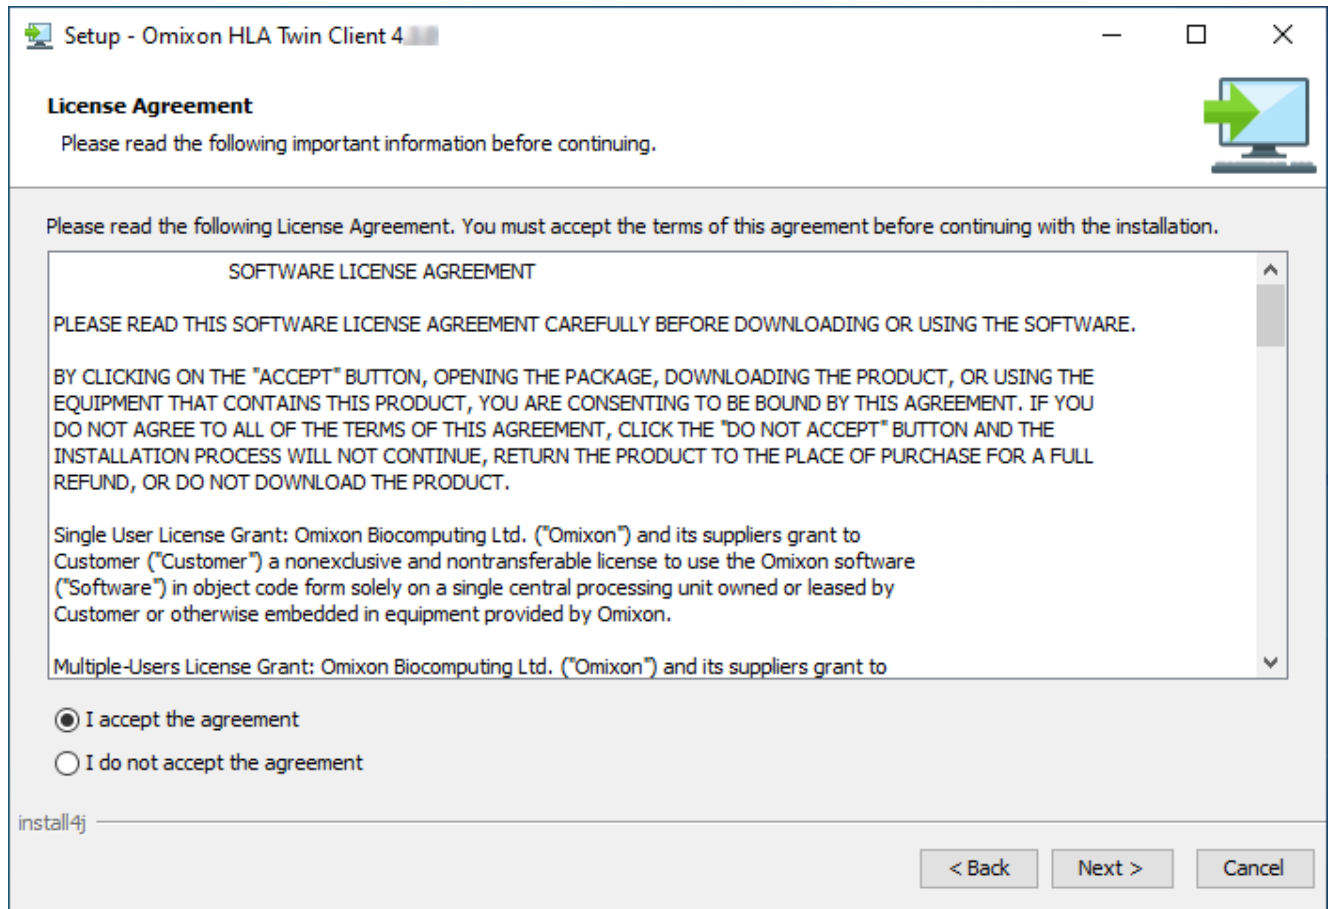 Setup - Omixon HLA Twin Client 4
License Agreement
Please read the following important information before continuing.
Please read the following License Agreement. You must accept the terms of this agreement before continuing with the installation.
SOFTWARE LICENSE AGREEMENT
PLEASE READ THIS SOFTWARE LICENSE AGREEMENT CAREFULLY BEFORE DOWNLOADING OR USING THE SOFTWARE.
BY CLICKING ON THE "ACCEPT" BUTTON, OPENING THE PACKAGE, DOWNLOADING THE PRODUCT, OR USING THE
EQUIPMENT THAT CONTAINS THIS PRODUCT, YOU ARE CONSENTING TO BE BOUND BY THIS AGREEMENT. IF YOU
DO NOT AGREE TO ALL OF THE TERMS OF THIS AGREEMENT, CLICK THE "DO NOT ACCEPT" BUTTON AND THE
INSTALLATION PROCESS WILL NOT CONTINUE, RETURN THE PRODUCT TO THE PLACE OF PURCHASE FOR A FULL
REFUND, OR DO NOT DOWNLOAD THE PRODUCT.
Single User License Grant: Omixon Biocomputing Ltd. ("Omixon") and its suppliers grant to
Customer ("Customer") a nonexclusive and nontransferable license to use the Omixon software
("Software") in object code form solely on a single central processing unit owned or leased by
Customer or otherwise embedded in equipment provided by Omixon.
Multiple-Users License Grant: Omixon Biocomputing Ltd. ("Omixon") and its suppliers grant to
I accept the agreement
I do not accept the agreement
install4j
< Back
Next >
Cancel